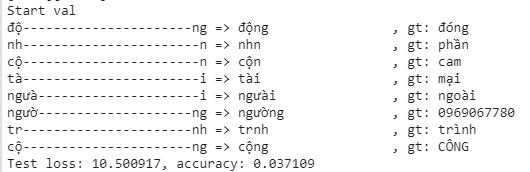 Start val
độ-----------------------ng => động , gt: đóng
nh------------------------n => nhn , gt: phần
cộ------------------------n => cộn , gt: cam
tà------------------------i => tài , gt: mại
ngưà----------------------i => ngưài , gt: ngoài
ngườ---------------------ng => ngường , gt: 0969067780
tr-----------------------nh => trnh , gt: trình
cộ-----------------------ng => cộng , gt: CÔNG
Test loss: 10.500917, accuracy: 0.037109